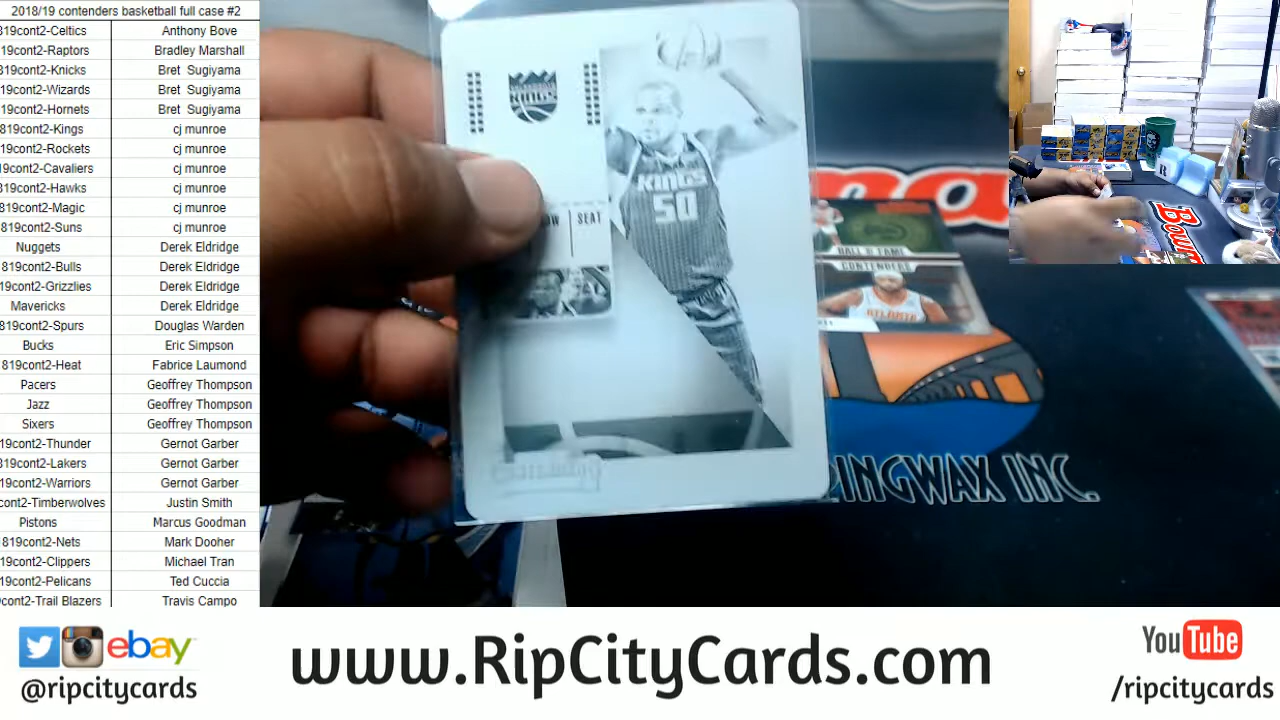 2018/19 contenders basketball full case #2
819cont2-Celtics Anthony Bove
19cont2-Raptors Bradley Marshall
19cont2-Knicks Bret Sugiyama
19cont2-Wizards Bret Sugiyama
19cont2-Hornets Bret Sugiyama
819cont2-Kings cj munroe
19cont2-Rockets cj munroe
19cont2-Cavaliers cj munroe
819cont2-Hawks cj munroe
819cont2-Magic cj munroe
819cont2-Suns cj munroe
Nuggets Derek Eldridge
819cont2-Bulls Derek Eldridge
19cont2-Grizzlies Derek Eldridge
Mavericks Derek Eldridge
819cont2-Spurs Douglas Warden
Bucks Eric Simpson
819cont2-Heat Fabrice Laumond
Pacers Geoffrey Thompson
Jazz Geoffrey Thompson
Sixers Geoffrey Thompson
19cont2-Thunder Gernot Garber
19cont2-Lakers Gernot Garber
19cont2-Warriors Gernot Garber
cont2-Timberwolves Justin Smith
Pistons Marcus Goodman
819cont2-Nets Mark Dooher
19cont2-Clippers Michael Tran
19cont2-Pelicans Ted Cuccia
cont2-Trail Blazers Travis Campo
KINGS
SEAT
KINGS
50
HALL OF FAME
CONTENDERS
ATLANTA
PINGWAX INC.
Bowm
ebay
@ripcitycards
www.RipCityCards.com
YouTube
/ripcitycards